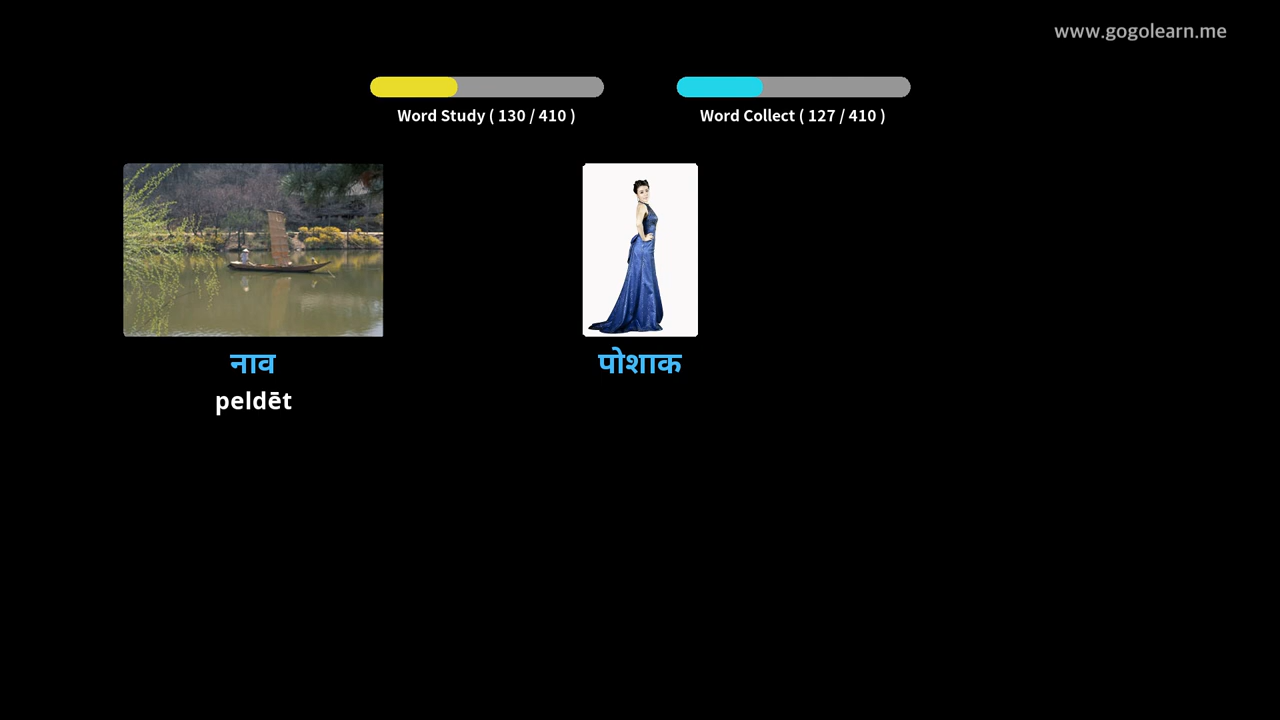 www.gogolearn.me
Word Study ( 130 / 410 )
Word Collect ( 127 / 410 )
नाव
पोशाक
peldēt